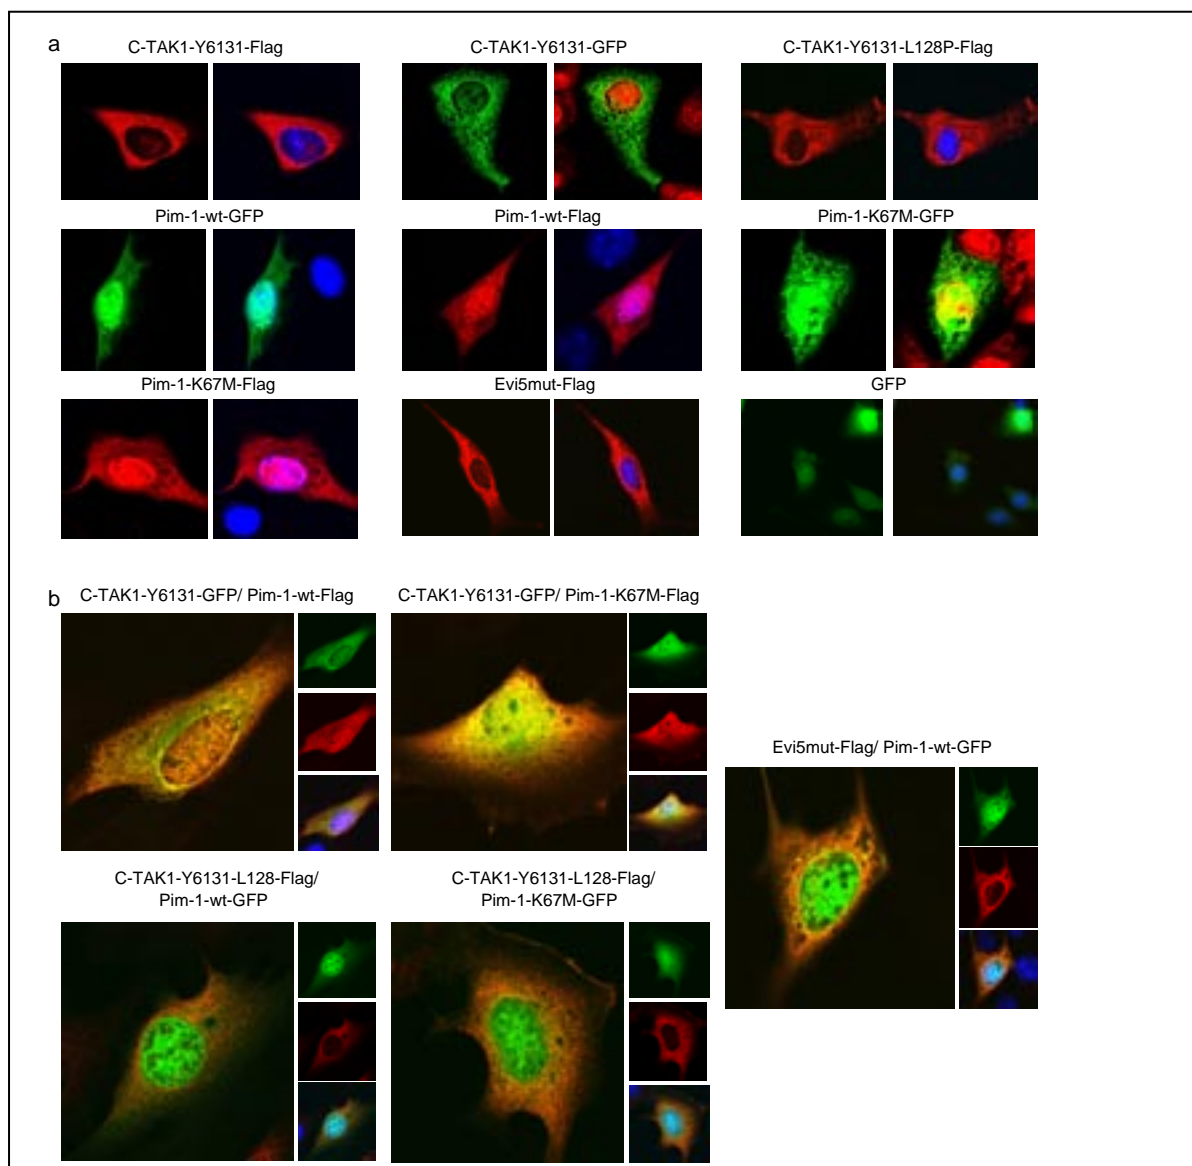 a
C-TAK1-Y6131-Flag
C-TAK1-Y6131-GFP
C-TAK1-Y6131-L128P-Flag
Pim-1-wt-GFP
Pim-1-wt-Flag
Pim-1-K67M-GFP
Pim-1-K67M-Flag
Evi5mut-Flag
GFP
b
C-TAK1-Y6131-GFP/ Pim-1-wt-Flag
C-TAK1-Y6131-GFP/ Pim-1-K67M-Flag
Evi5mut-Flag/ Pim-1-wt-GFP
C-TAK1-Y6131-L128-Flag/
Pim-1-wt-GFP
C-TAK1-Y6131-L128-Flag/
Pim-1-K67M-GFP